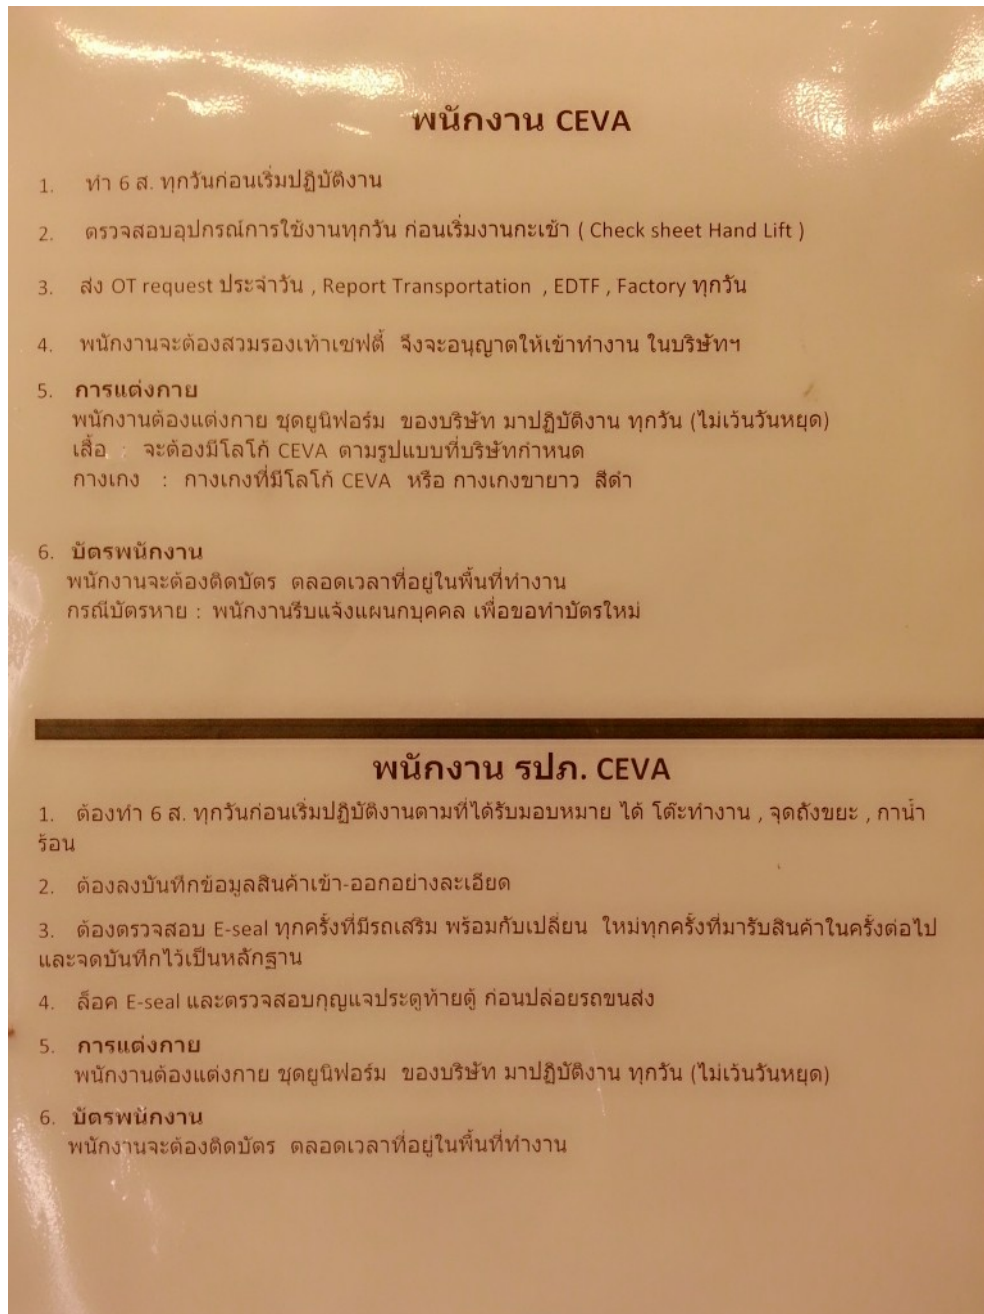 พนักงาน CEVA
1. ทำ 6 ส. ทุกวันก่อนเริ่มปฏิบัติงาน
2. ตรวจสอบอุปกรณ์การใช้งานทุกวัน ก่อนเริ่มงานกะเช้า ( Check sheet Hand Lift )
3. ส่ง OT request ประจำวัน , Report Transportation , EDTF , Factory ทุกวัน
4. พนักงานจะต้องสวมรองเท้าเซฟตี้ จึงจะอนุญาตให้เข้าทำงาน ในบริษัทฯ
5. การแต่งกาย
พนักงานต้องแต่งกาย ชุดยูนิฟอร์ม ของบริษัท มาปฏิบัติงาน ทุกวัน (ไม่เว้นวันหยุด)
เสื้อ : จะต้องมีโลโก้ CEVA ตามรูปแบบที่บริษัทกำหนด
กางเกง : กางเกงที่มีโลโก้ CEVA หรือ กางเกงขายาว สีดำ
6. บัตรพนักงาน
พนักงานจะต้องติดบัตร ตลอดเวลาที่อยู่ในพื้นที่ทำงาน
กรณีบัตรหาย : พนักงานรีบแจ้งแผนกบุคคล เพื่อขอทำบัตรใหม่
พนักงาน รปภ. CEVA
1. ต้องทำ 6 ส. ทุกวันก่อนเริ่มปฏิบัติงานตามที่ได้รับมอบหมาย ได้ โต๊ะทำงาน , จุดถังขยะ , กาน้ำ
ร้อน
2. ต้องลงบันทึกข้อมูลสินค้าเข้า-ออกอย่างละเอียด
3. ต้องตรวจสอบ E-seal ทุกครั้งที่มีรถเสริม พร้อมกับเปลี่ยน ใหม่ทุกครั้งที่มารับสินค้าในครั้งต่อไป
และจดบันทึกไว้เป็นหลักฐาน
4. ล็อค E-seal และตรวจสอบกุญแจประตูท้ายตู้ ก่อนปล่อยรถขนส่ง
5. การแต่งกาย
พนักงานต้องแต่งกาย ชุดยูนิฟอร์ม ของบริษัท มาปฏิบัติงาน ทุกวัน (ไม่เว้นวันหยุด)
6. บัตรพนักงาน
พนักงานจะต้องติดบัตร ตลอดเวลาที่อยู่ในพื้นที่ทำงาน